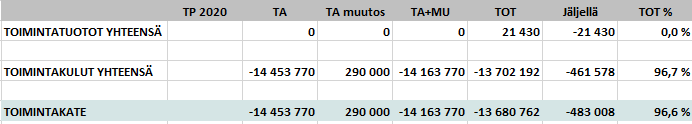 TP 2020 TA TA muutos TA+MU TOT Jäljellä TOT %
TOIMINTATUOTOT YHTEENSÄ 0 0 0 21 430 -21 430 0,0 %
TOIMINTAKULUT YHTEENSÄ -14 453 770 290 000 -14 163 770 -13 702 192 -461 578 96,7 %
TOIMINTAKATE -14 453 770 290 000 -14 163 770 -13 680 762 -483 008 96,6 %